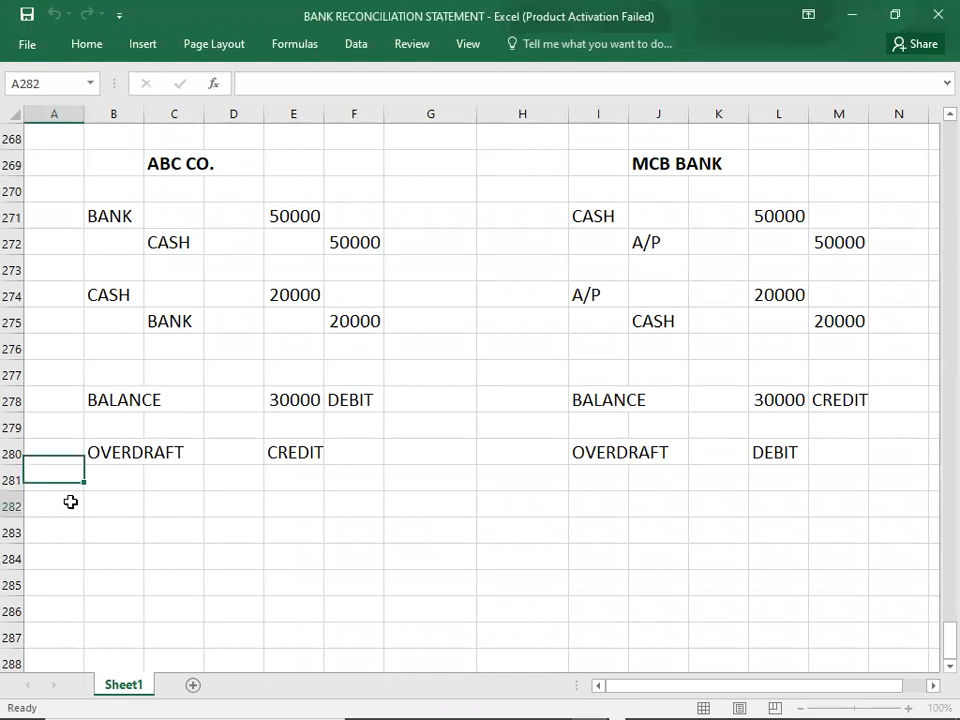 BANK RECONCILIATION STATEMENT - Excel (Product Activation Failed)
File Home Insert Page Layout Formulas Data Review View Tell me what you want to do... Share
A282 fx
A B C D E F G H I J K L M N
268
269 ABC CO. MCB BANK
270
271 BANK 50000 CASH 50000
272 CASH 50000 A/P 50000
273
274 CASH 20000 A/P 20000
275 BANK 20000 CASH 20000
276
277
278 BALANCE 30000 DEBIT BALANCE 30000 CREDIT
279
280 OVERDRAFT CREDIT OVERDRAFT DEBIT
281
282
283
284
285
286
287
288
Sheet1
Ready 100%